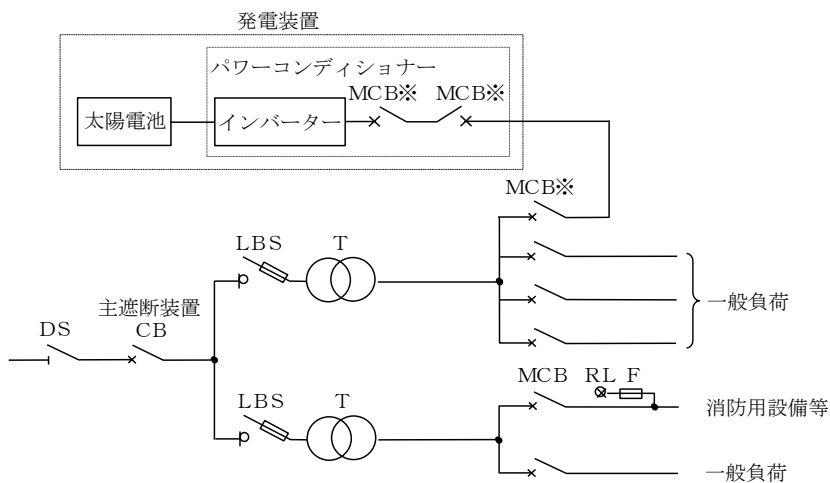 発電装置
パワーコンディショナー
MCB※ MCB※
太陽電池 インバーター
MCB※
LBS T
一般負荷
主遮断装置
DS CB
MCB RL F
消防用設備等
LBS T
一般負荷